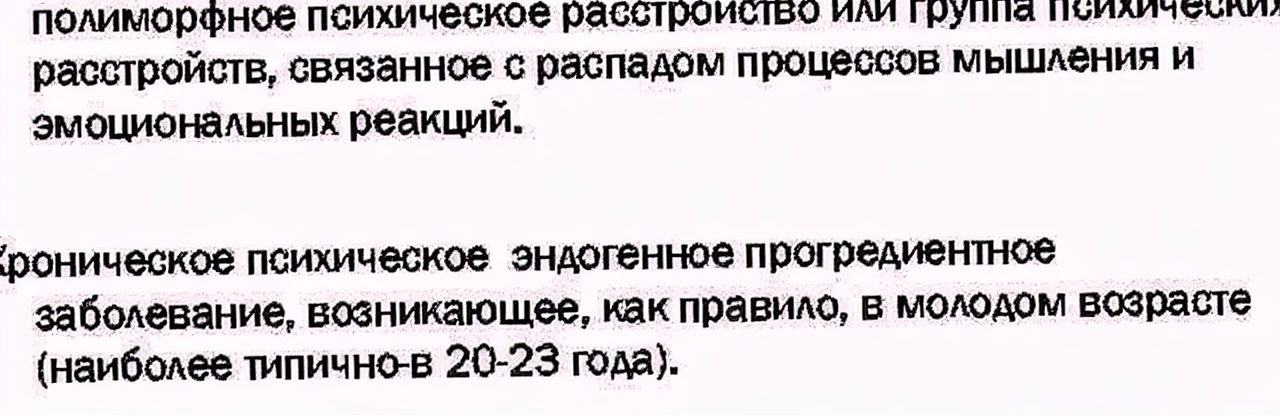 полиморфное психическое расстройство или группа психических
расстройств, связанное с распадом процессов мышления и
эмоциональных реакций.
Хроническое психическое эндогенное прогредиентное
заболевание, возникающее, как правило, в молодом возрасте
(наиболее типично-в 20-23 года).